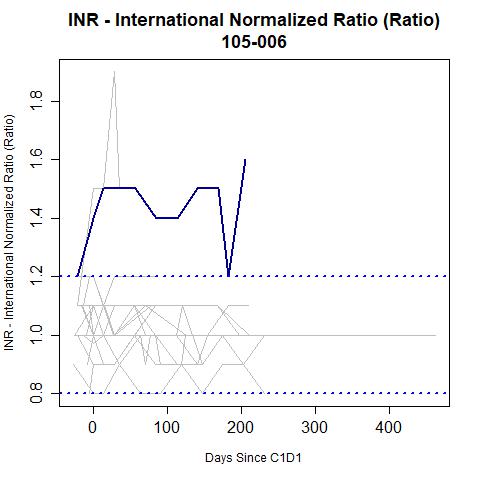 INR - International Normalized Ratio (Ratio)
105-006
INR - International Normalized Ratio (Ratio)
1.8
1.6
1.4
1.2
1.0
0.8
0 100 200 300 400
Days Since C1D1